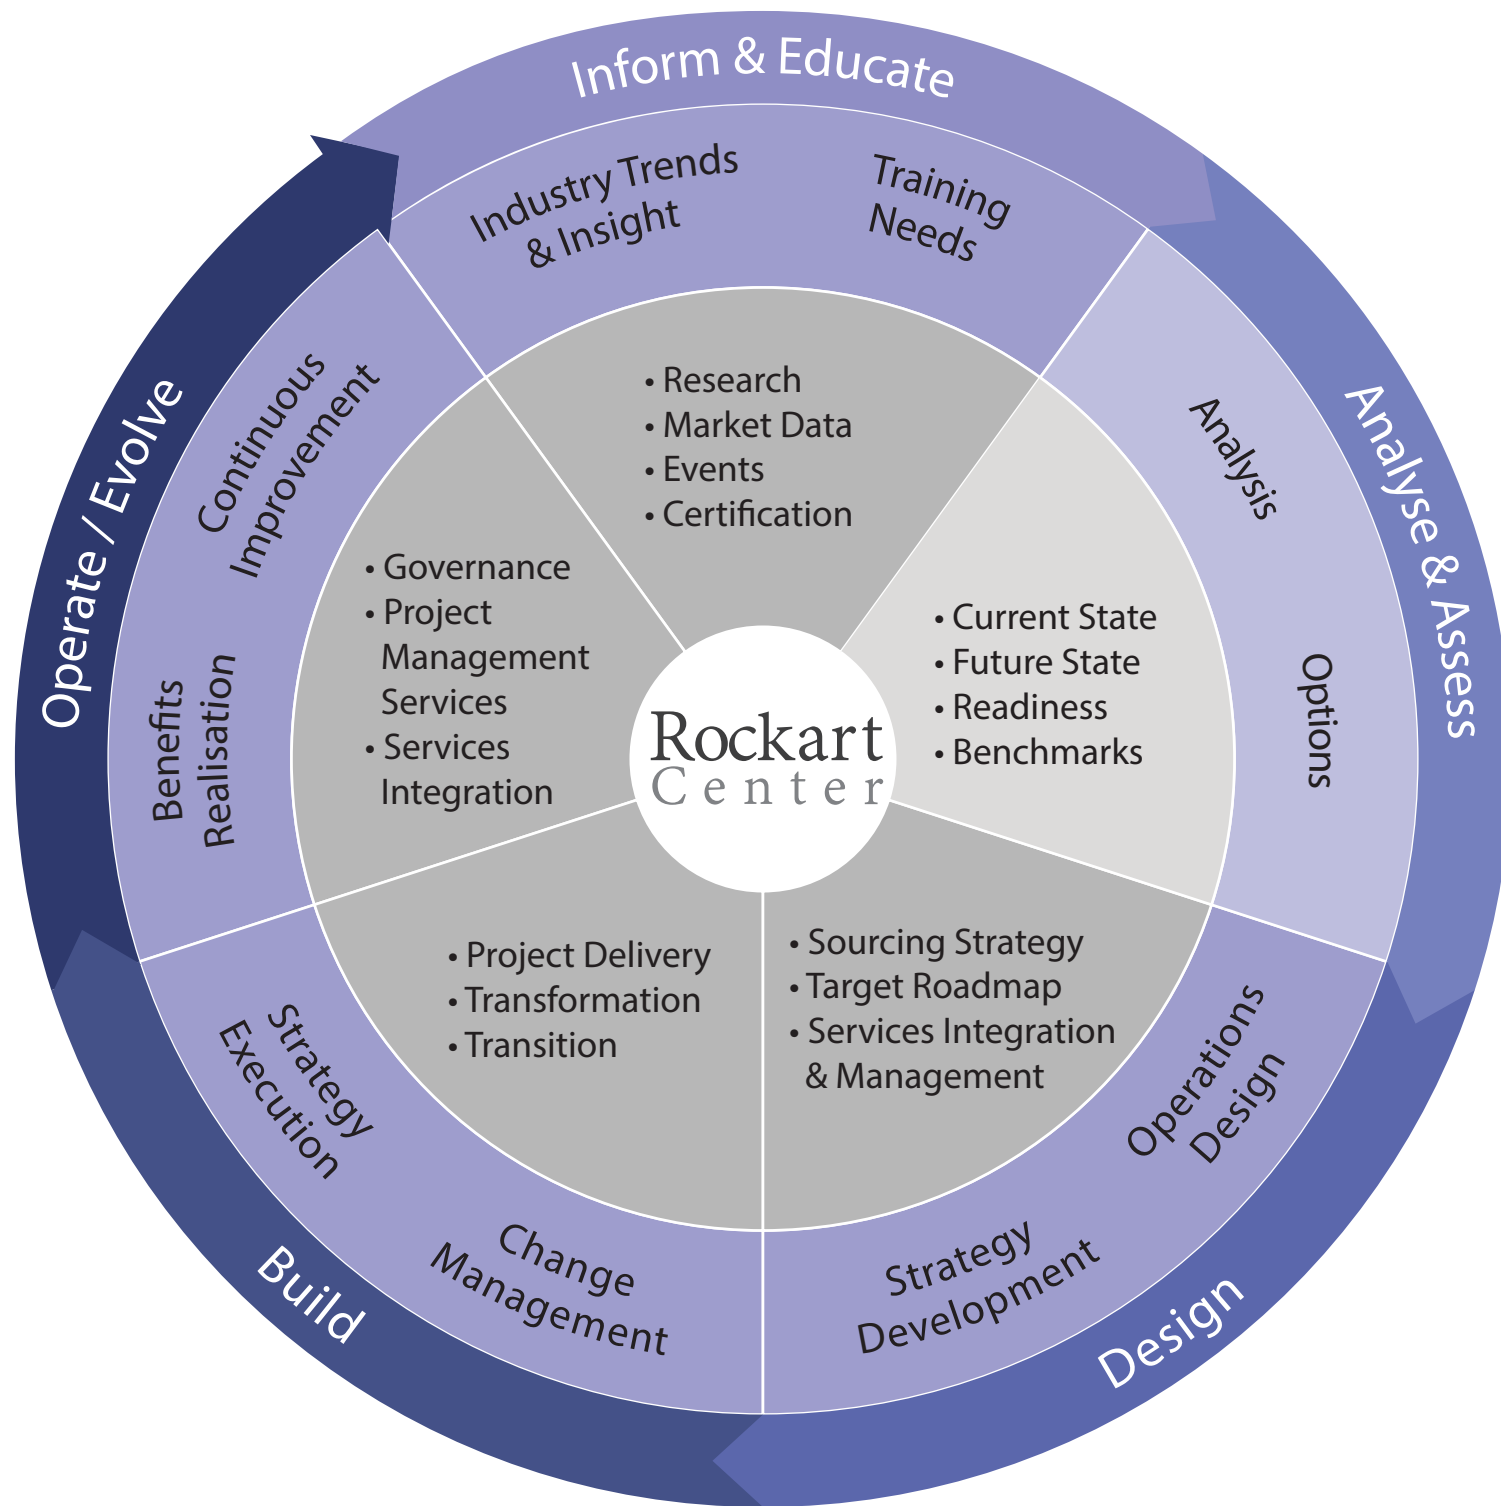 Inform & Educate
Industry Trends
& Insight
Training
Needs
• Research
• Market Data
• Events
• Certification
Analyse & Assess
Analysis
Options
• Current State
• Future State
• Readiness
• Benchmarks
Design
Operations
Design
Strategy
Development
• Sourcing Strategy
• Target Roadmap
• Services Integration
& Management
Build
Change
Management
Strategy
Execution
• Project Delivery
• Transformation
• Transition
Operate / Evolve
Benefits
Realisation
Continuous
Improvement
• Governance
• Project
Management
Services
• Services
Integration
Rockart
Center